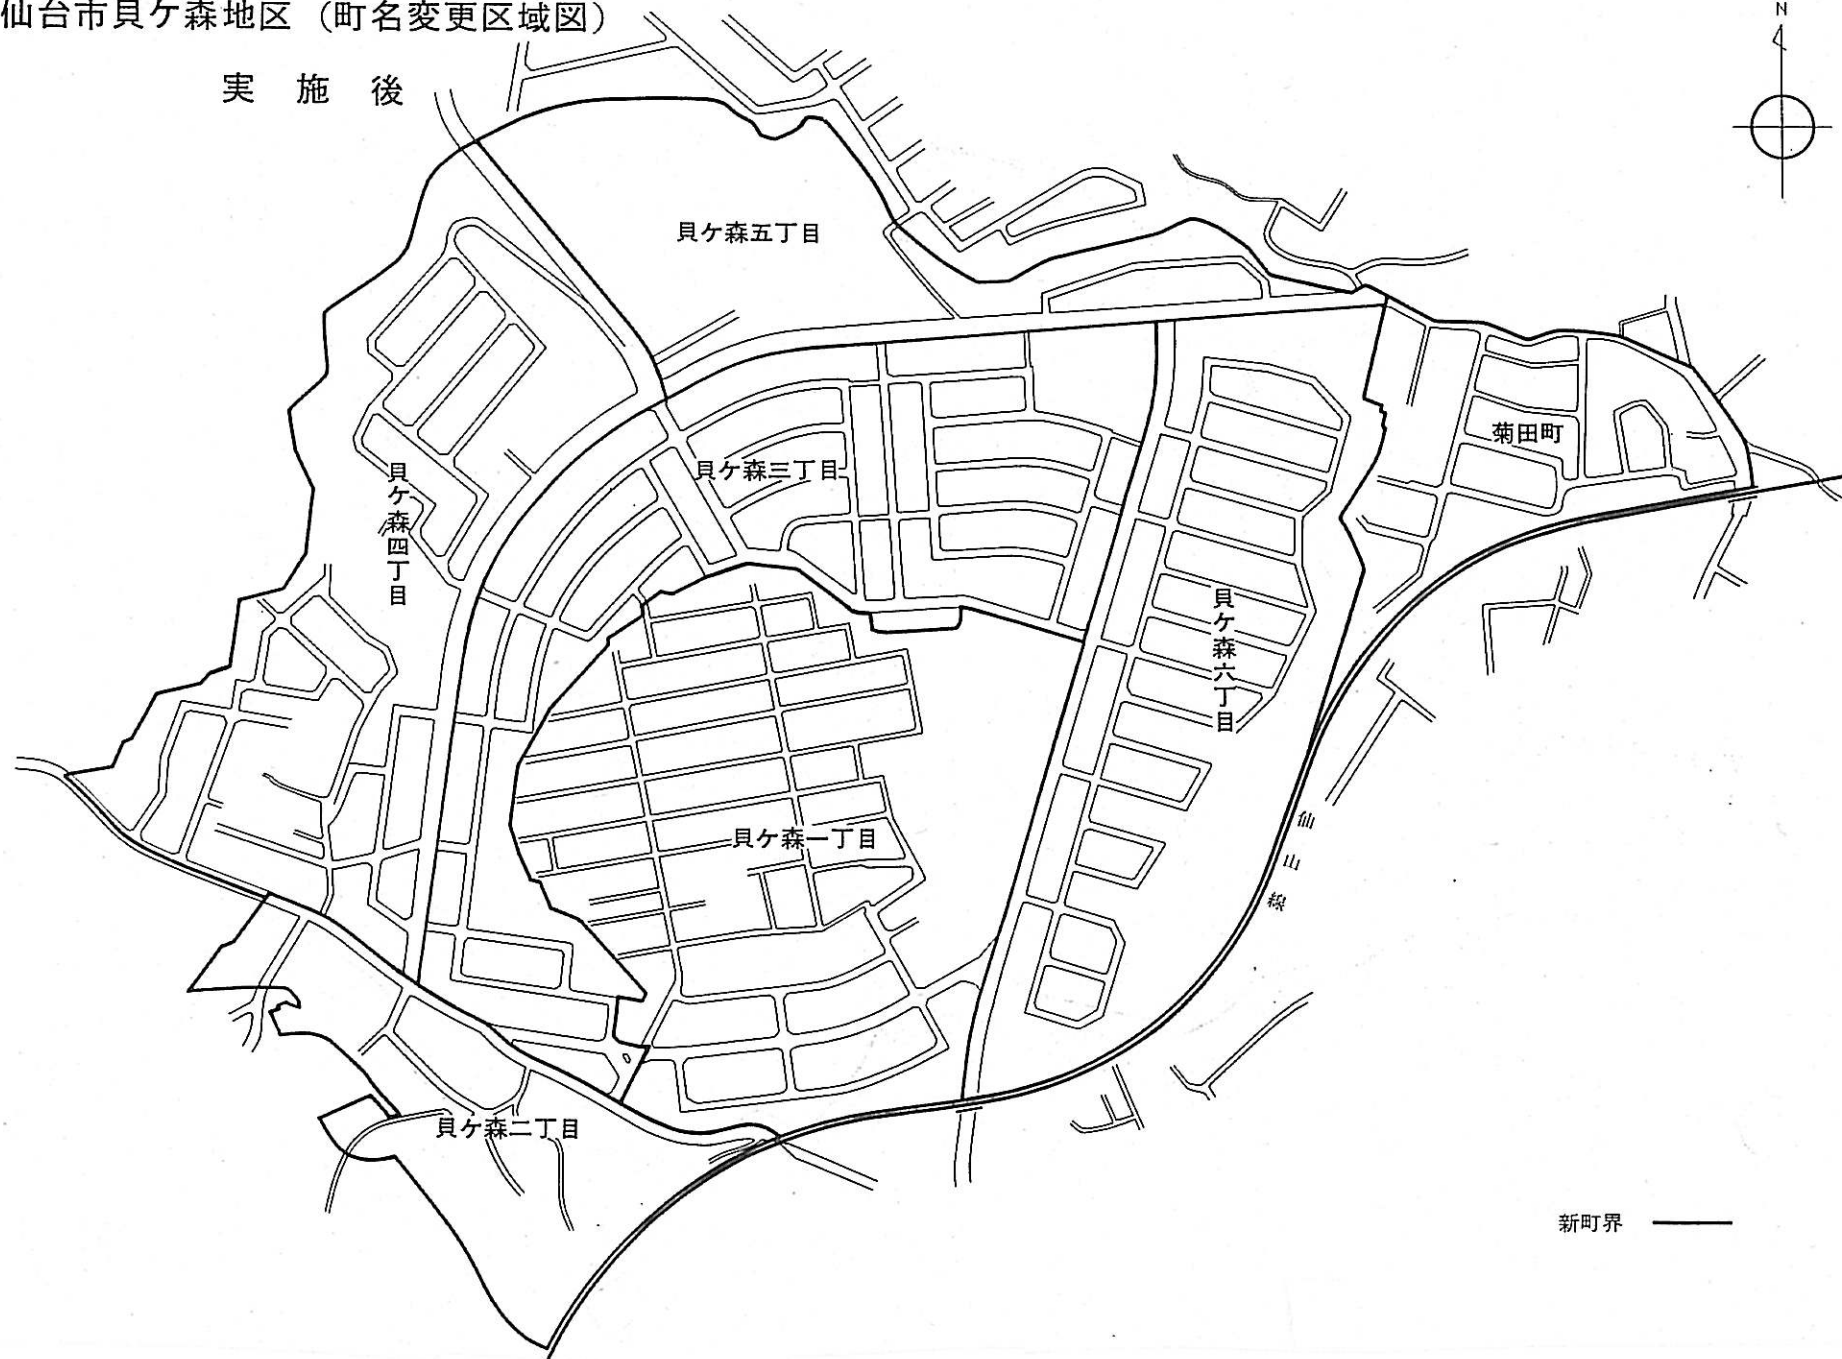 仙台市貝ケ森地区（町名変更区域図）
実施後
N
貝ケ森五丁目
貝ケ森三丁目
菊田町
貝ケ森四丁目
貝ケ森六丁目
貝ケ森一丁目
仙山線
貝ケ森二丁目
新町界